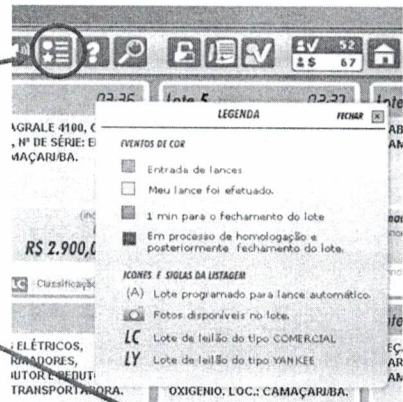 52
67
03:36
Lote 5
03:37
Lote
AGRALE 4100, C
, Nº DE SÉRIE: E
MAÇARI/BA.
LEGENDA
FECHAR X
EVENTOS DE COR
Entrada de lances
Meu lance foi efetuado.
1 min para o fechamento do lote
Em processo de homologação e
posteriormente fechamento do lote.
R$ 2.900,0
LC Classificação
ICONES E SIGLAS DA LISTAGEM
(A) Lote programado para lance automático
Fotos disponíveis no lote.
LC Lote de leilão do tipo COMERCIAL
LY Lote de leilão do tipo YANKEE
ELÉTRICOS,
TRANSPORTADORA.
OXIGENIO. LOC.: CAMAÇARI/BA.